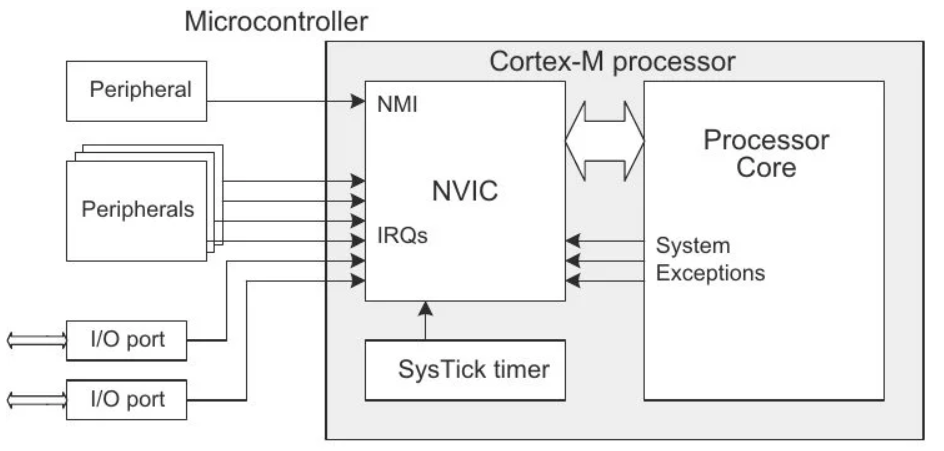 Microcontroller
Cortex-M processor
Peripheral
NMI
Processor
Core
NVIC
Peripherals
IRQs
System
Exceptions
I/O port
SysTick timer
I/O port